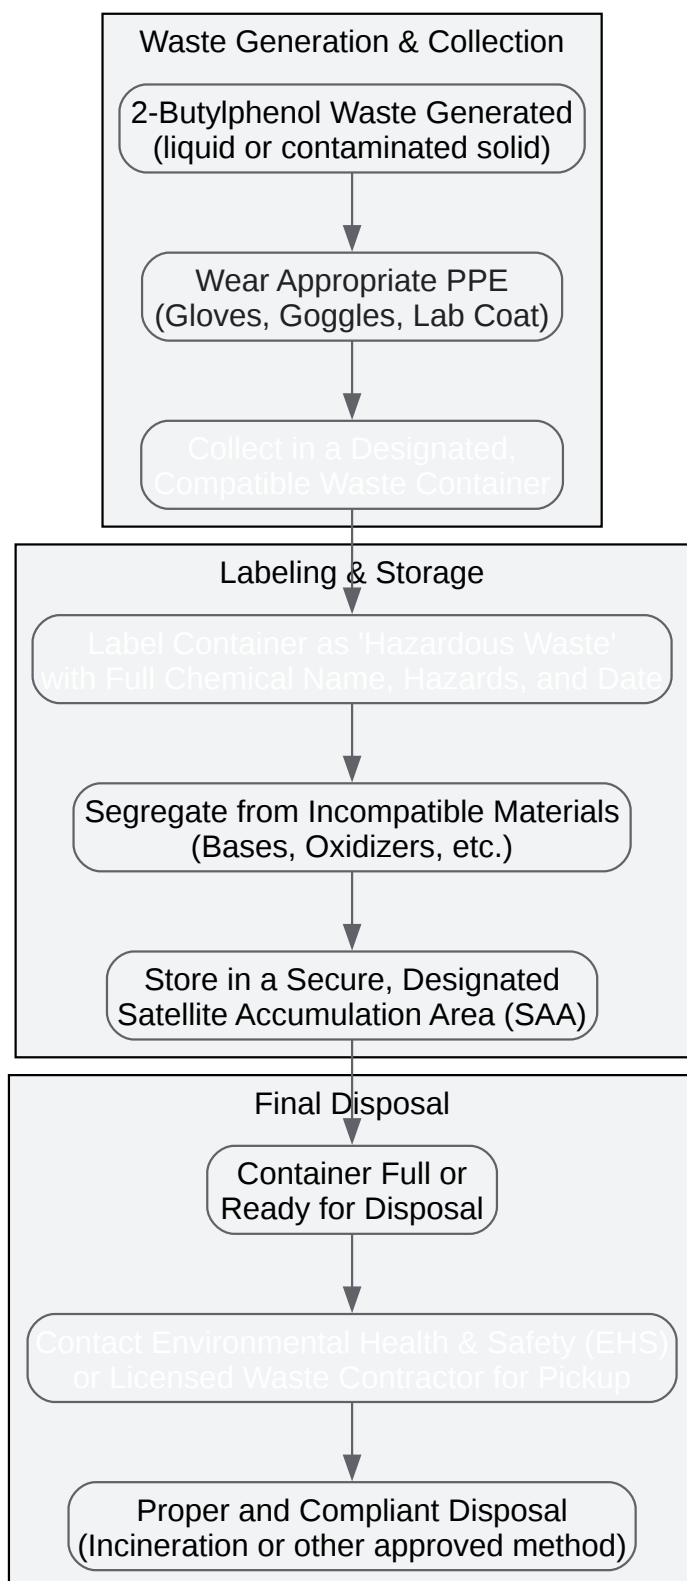 Waste Generation & Collection
2-Butylphenol Waste Generated
(liquid or contaminated solid)
Wear Appropriate PPE
(Gloves, Goggles, Lab Coat)
Collect in a Designated,
Compatible Waste Container
Labeling & Storage
Label Container as 'Hazardous Waste'
with Full Chemical Name, Hazards, and Date
Segregate from Incompatible Materials
(Bases, Oxidizers, etc.)
Store in a Secure, Designated
Satellite Accumulation Area (SAA)
Final Disposal
Container Full or
Ready for Disposal
Contact Environmental Health & Safety (EHS)
or Licensed Waste Contractor for Pickup
Proper and Compliant Disposal
(Incineration or other approved method)